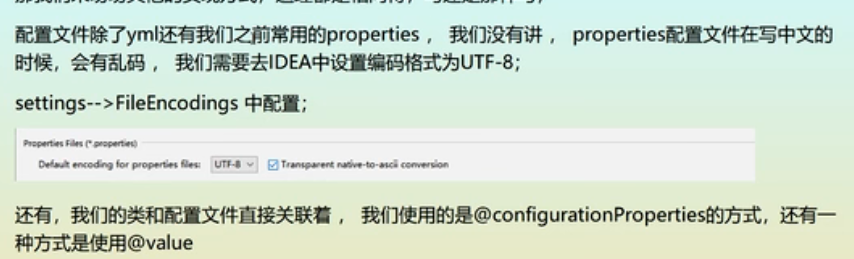 配置文件除了yml还有我们之前常用的properties ， 我们没有讲 ， properties配置文件在写中文的
时候，会有乱码 ， 我们需要去IDEA中设置编码格式为UTF-8；
settings-->FileEncodings 中配置；
Properties Files (*.properties)
Default encoding for properties files: UTF-8 Transparent native-to-ascii conversion
还有，我们的类和配置文件直接关联着 ， 我们使用的是@configurationProperties的方式，还有一
种方式是使用@value